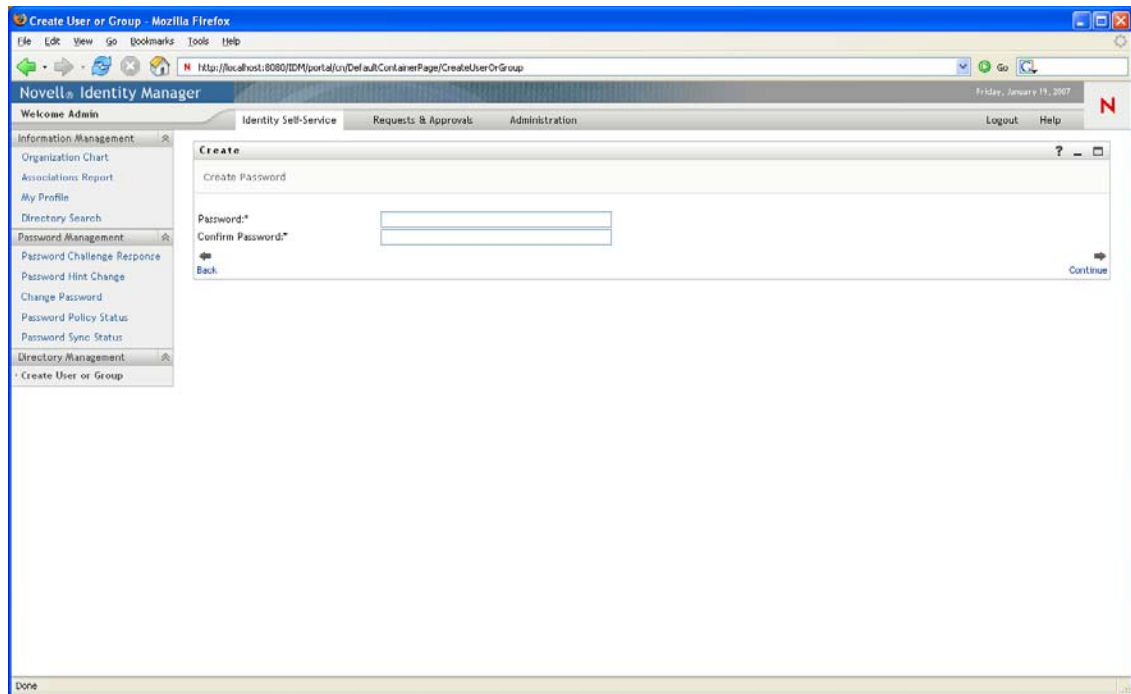 Create User or Group - Mozilla Firefox
File Edit View Go Bookmarks Tools Help
N http://localhost:8080/IDM/portal/cn/DefaultContainerPage/CreateUserOrGroup Go G
Novell® Identity Manager Friday, January 19, 2007
Welcome Admin Identity Self-Service Requests & Approvals Administration Logout Help N
Information Management
Organization Chart
Associations Report
My Profile
Directory Search
Password Management
Password Challenge Response
Password Hint Change
Change Password
Password Policy Status
Password Sync Status
Directory Management
Create User or Group
Create ?
Create Password
Password:*
Confirm Password:*
Back Continue
Done